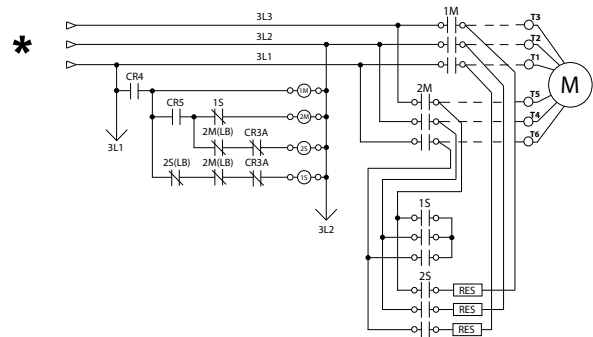 *
3L3
1M
T3
3L2
T2
3L1
T1
M
CR4
1M
2M
T5
CR5
1S
2M
T4
2M(LB)
CR3A
2S
T6
2S(LB)
2M(LB)
CR3A
1S
3L1
3L2
1S
2S
RES
RES
RES